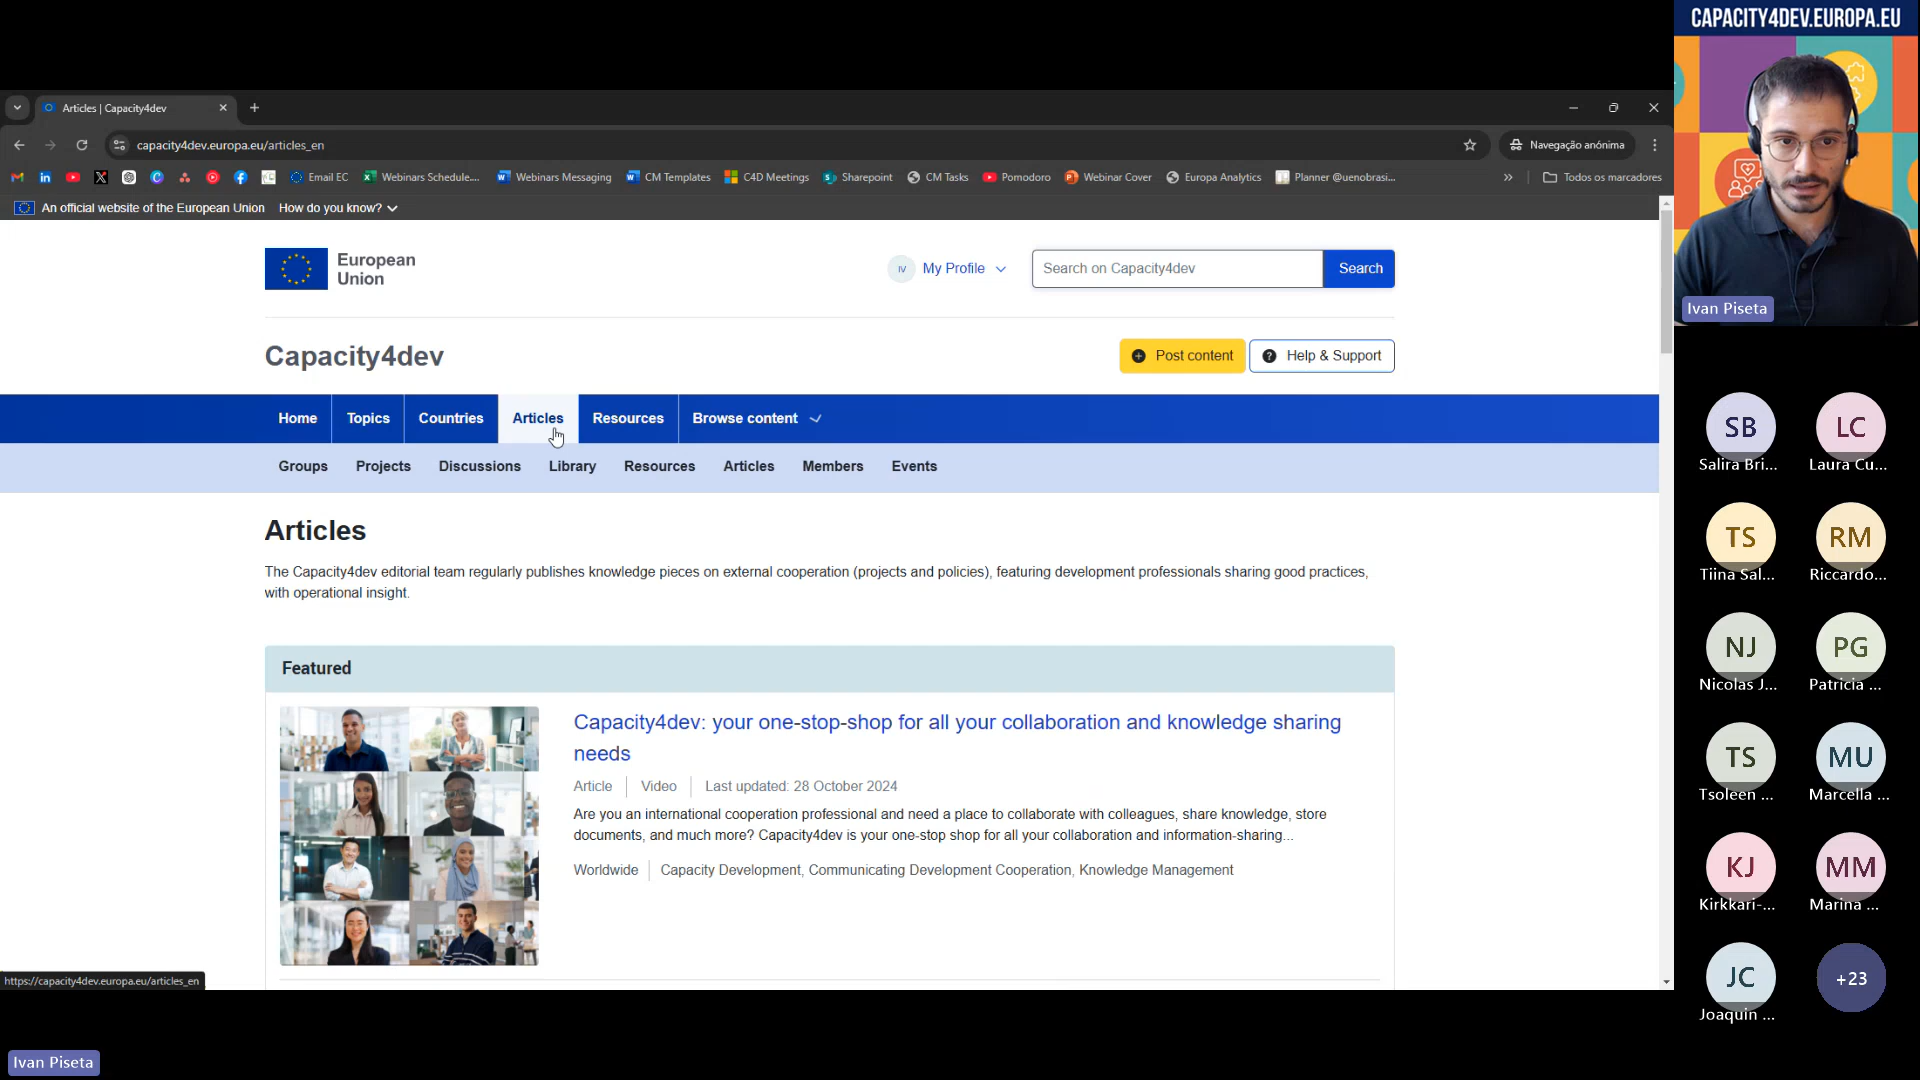 CAPACITY4DEV.EUROPA.EU
Articles | Capacity4dev
capacity4dev.europa.eu/articles_en
Navegação anónima
Email EC
Webinars Schedule....
Webinars Messaging
CM Templates
C4D Meetings
Sharepoint
CM Tasks
Pomodoro
Webinar Cover
Europa Analytics
Planner @uenobrasi...
Todos os marcadores
An official website of the European Union
How do you know?
European
Union
IV
My Profile
Search on Capacity4dev
Search
Ivan Piseta
Capacity4dev
Post content
Help & Support
Home
Topics
Countries
Articles
Resources
Browse content
Groups
Projects
Discussions
Library
Resources
Articles
Members
Events
Articles
The Capacity4dev editorial team regularly publishes knowledge pieces on external cooperation (projects and policies), featuring development professionals sharing good practices,
with operational insight.
Featured
Capacity4dev: your one-stop-shop for all your collaboration and knowledge sharing
needs
Article
Video
Last updated: 28 October 2024
Are you an international cooperation professional and need a place to collaborate with colleagues, share knowledge, store
documents, and much more? Capacity4dev is your one-stop shop for all your collaboration and information-sharing...
Worldwide
Capacity Development, Communicating Development Cooperation, Knowledge Management
https://capacity4dev.europa.eu/articles_en
SB
Salira Bri...
LC
Laura Cu...
TS
Tiina Sal...
RM
Riccardo...
NJ
Nicolas J...
PG
Patricia ...
TS
Tsoleen ...
MU
Marcella ...
KJ
Kirkkari-...
MM
Marina ...
JC
Joaquin ...
+23
Ivan Piseta